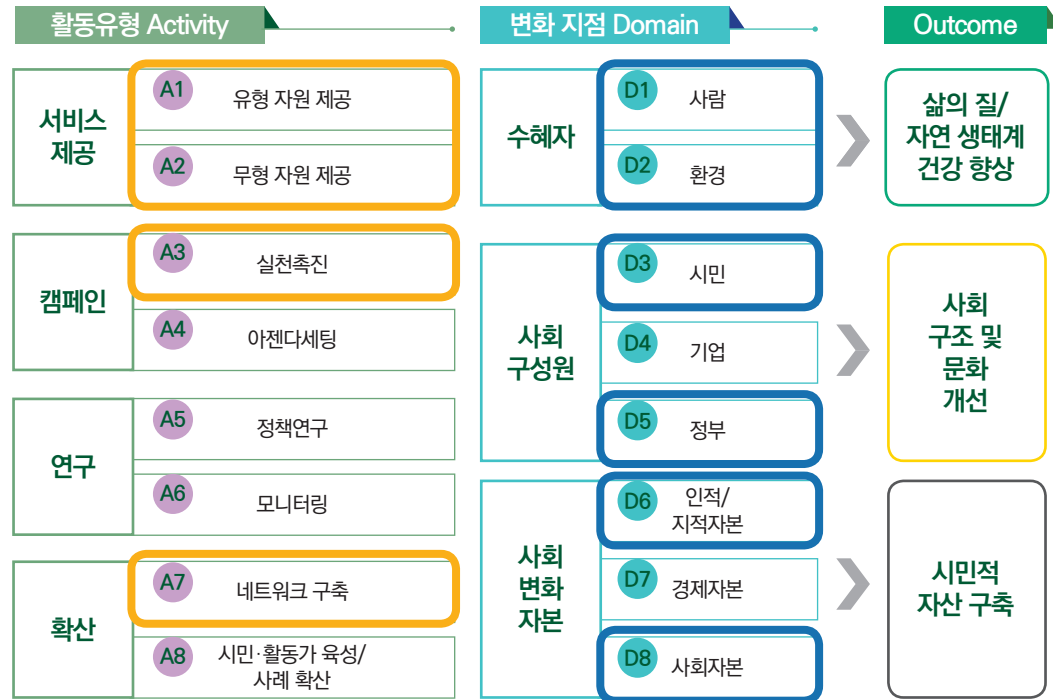 활동유형 Activity
변화 지점 Domain
Outcome
서비스
제공
A1
유형 자원 제공
A2
무형 자원 제공
수혜자
D1
사람
D2
환경
삶의 질/
자연 생태계
건강 향상
캠페인
A3
실천촉진
A4
아젠다세팅
사회
구성원
D3
시민
D4
기업
D5
정부
사회
구조 및
문화
개선
연구
A5
정책연구
A6
모니터링
확산
A7
네트워크 구축
A8
시민·활동가 육성/
사례 확산
사회
변화
자본
D6
인적/
지적자본
D7
경제자본
D8
사회자본
시민적
자산 구축